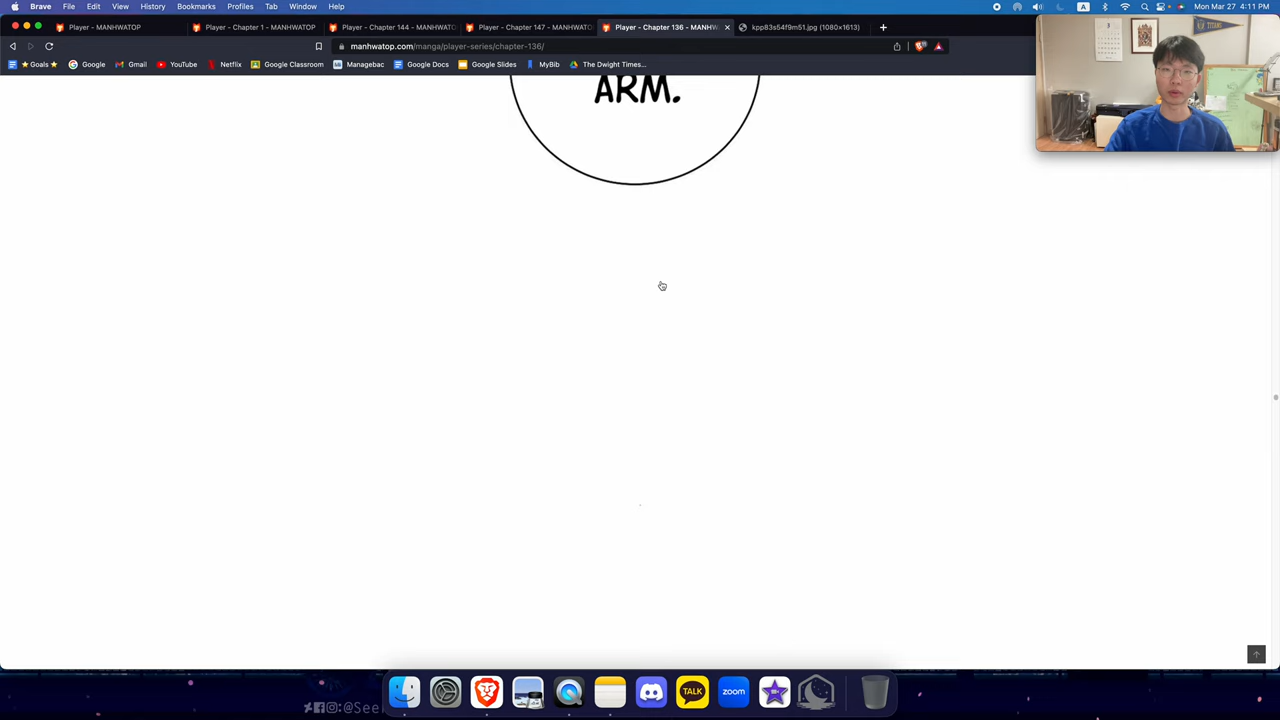 Brave File Edit View History Bookmarks Profiles Tab Window Help
A
Mon Mar 27 4:11 PM
Player - MANHWATOP
Player - Chapter 1 - MANHWATOP
Player - Chapter 144 - MANHWATO
Player - Chapter 147 - MANHWATO
Player - Chapter 136 - MANHW
kpp83s54f9m51.jpg (1080×1613)
manhwatop.com/manga/player-series/chapter-136/
Goals
Google
Gmail
YouTube
Netflix
Google Classroom
Managebac
Google Docs
Google Slides
MyBib
The Dwight Times...
ARM.
TALK
zoom
@See